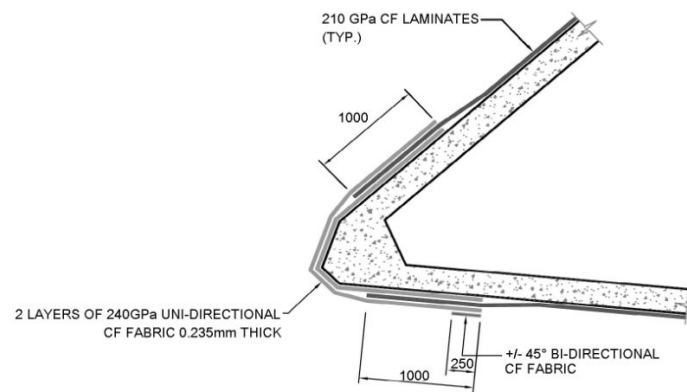 210 GPa CF LAMINATES
(TYP.)
1000
2 LAYERS OF 240GPa UNI-DIRECTIONAL
CF FABRIC 0.235mm THICK
250
1000
+/- 45° BI-DIRECTIONAL
CF FABRIC